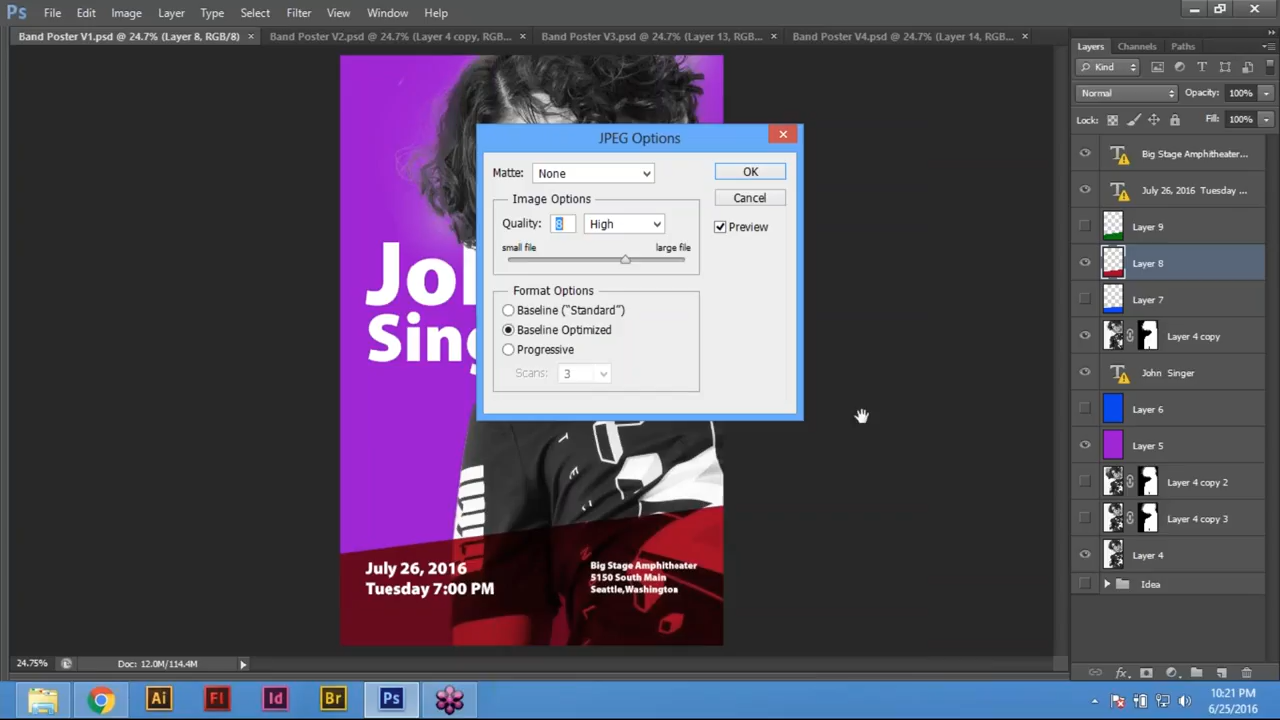 Ps File Edit Image Layer Type Select Filter View Window Help
Band Poster V1.psd @ 24.7% (Layer 8, RGB/8) × Band Poster V2.psd @ 24.7% (Layer 4 copy, RGB... × Band Poster V3.psd @ 24.7% (Layer 13, RGB... × Band Poster V4.psd @ 24.7% (Layer 14, RGB... ×
Layers Channels Paths
Kind
Normal Opacity: 100%
Lock: Fill: 100%
Big Stage Amphitheater...
July 26, 2016 Tuesday ...
Layer 9
Layer 8
Layer 7
Layer 4 copy
John Singer
Layer 6
Layer 5
Layer 4 copy 2
Layer 4 copy 3
Layer 4
Idea
JPEG Options
Matte: None
OK
Cancel
Preview
Image Options
Quality: 8 High
small file large file
Format Options
Baseline ("Standard")
Baseline Optimized
Progressive
Scans: 3
July 26, 2016
Tuesday 7:00 PM
Big Stage Amphitheater
5150 South Main
Seattle,Washington
24.75% Doc: 12.0M/114.4M
Ai Fl Id Br Ps
10:21 PM
6/25/2016